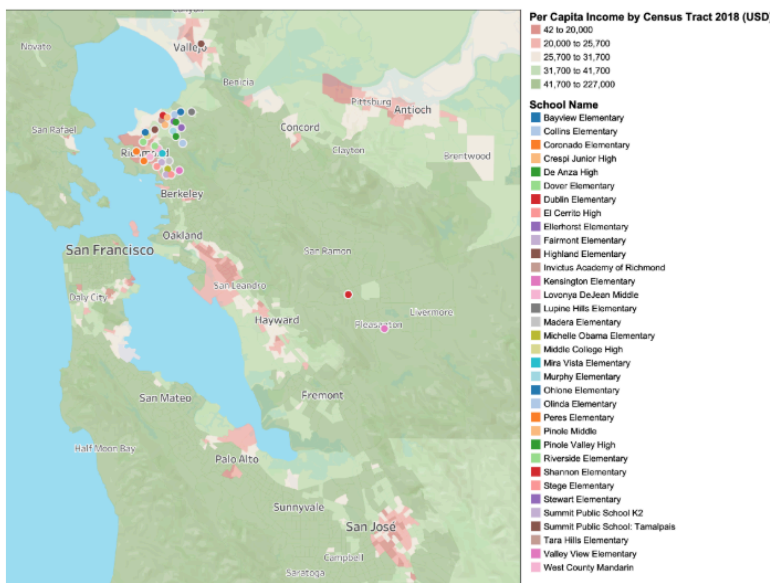 Per Capita Income by Census Tract 2018 (USD)
42 to 20,000
20,000 to 25,700
25,700 to 31,700
31,700 to 41,700
41,700 to 227,000
School Name
Bayview Elementary
Collins Elementary
Coronado Elementary
Crespi Junior High
De Anza High
Dover Elementary
Dublin Elementary
El Cerrito High
Ellerhorst Elementary
Fairmont Elementary
Highland Elementary
Invictus Academy of Richmond
Kensington Elementary
Lovonya DeJean Middle
Lupine Hills Elementary
Madera Elementary
Michelle Obama Elementary
Middle College High
Mira Vista Elementary
Murphy Elementary
Ohlone Elementary
Olinda Elementary
Peres Elementary
Pinole Middle
Pinole Valley High
Riverside Elementary
Shannon Elementary
Stege Elementary
Stewart Elementary
Summit Public School K2
Summit Public School: Tamalpais
Tara Hills Elementary
Valley View Elementary
West County Mandarin
Novato
Vallejo
Benicia
Pittsburg
Antioch
San Rafael
Concord
Clayton
Brentwood
Berkeley
Oakland
San Francisco
San Ramon
San Leandro
Daly City
Livermore
Hayward
Pleasanton
San Mateo
Fremont
Half Moon Bay
Palo Alto
Sunnyvale
San José
Campbell
Saratoga